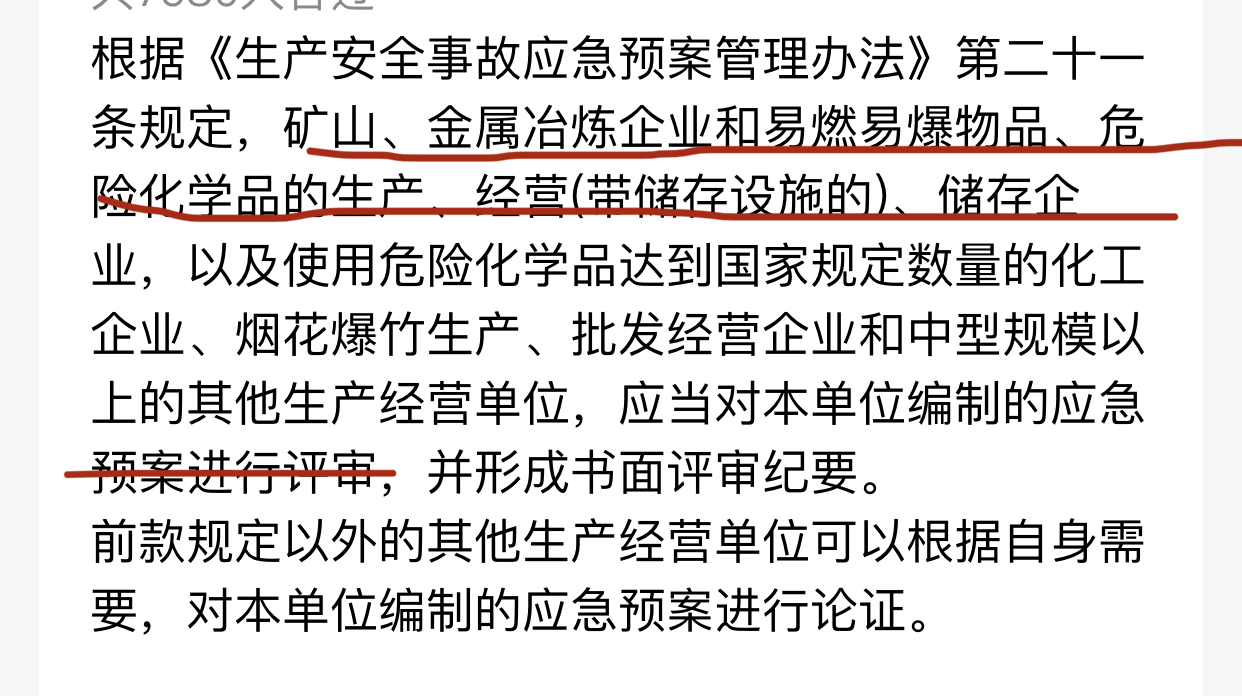 根据《生产安全事故应急预案管理办法》第二十一
条规定，矿山、金属冶炼企业和易燃易爆物品、危
险化学品的生产、经营(带储存设施的)、储存企
业，以及使用危险化学品达到国家规定数量的化工
企业、烟花爆竹生产、批发经营企业和中型规模以
上的其他生产经营单位，应当对本单位编制的应急
预案进行评审，并形成书面评审纪要。
前款规定以外的其他生产经营单位可以根据自身需
要，对本单位编制的应急预案进行论证。